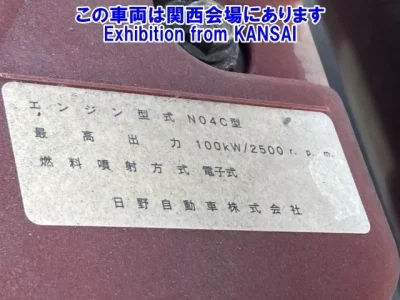 この車両は関西会場にあります
Exhibition from KANSAI
エンジン型式 N04C型
最高出力 100kW/2500 r.p.m.
燃料噴射方式 電子式
日野自動車株式会社